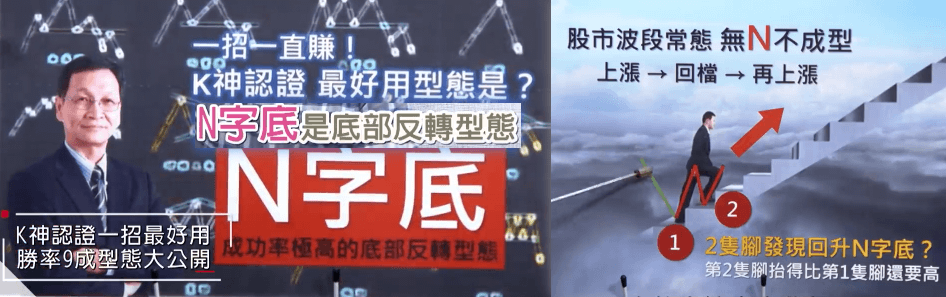 一招一直賺！
K神認證 最好用型態是？
N字底是底部反轉型態
N字底
成功率極高的底部反轉型態
K神認證一招最好用
勝率9成型態大公開
股市波段常態 無N不成型
上漲 → 回檔 → 再上漲
1
2
2隻腳發現回升N字底？
第2隻腳抬得比第1隻腳還要高